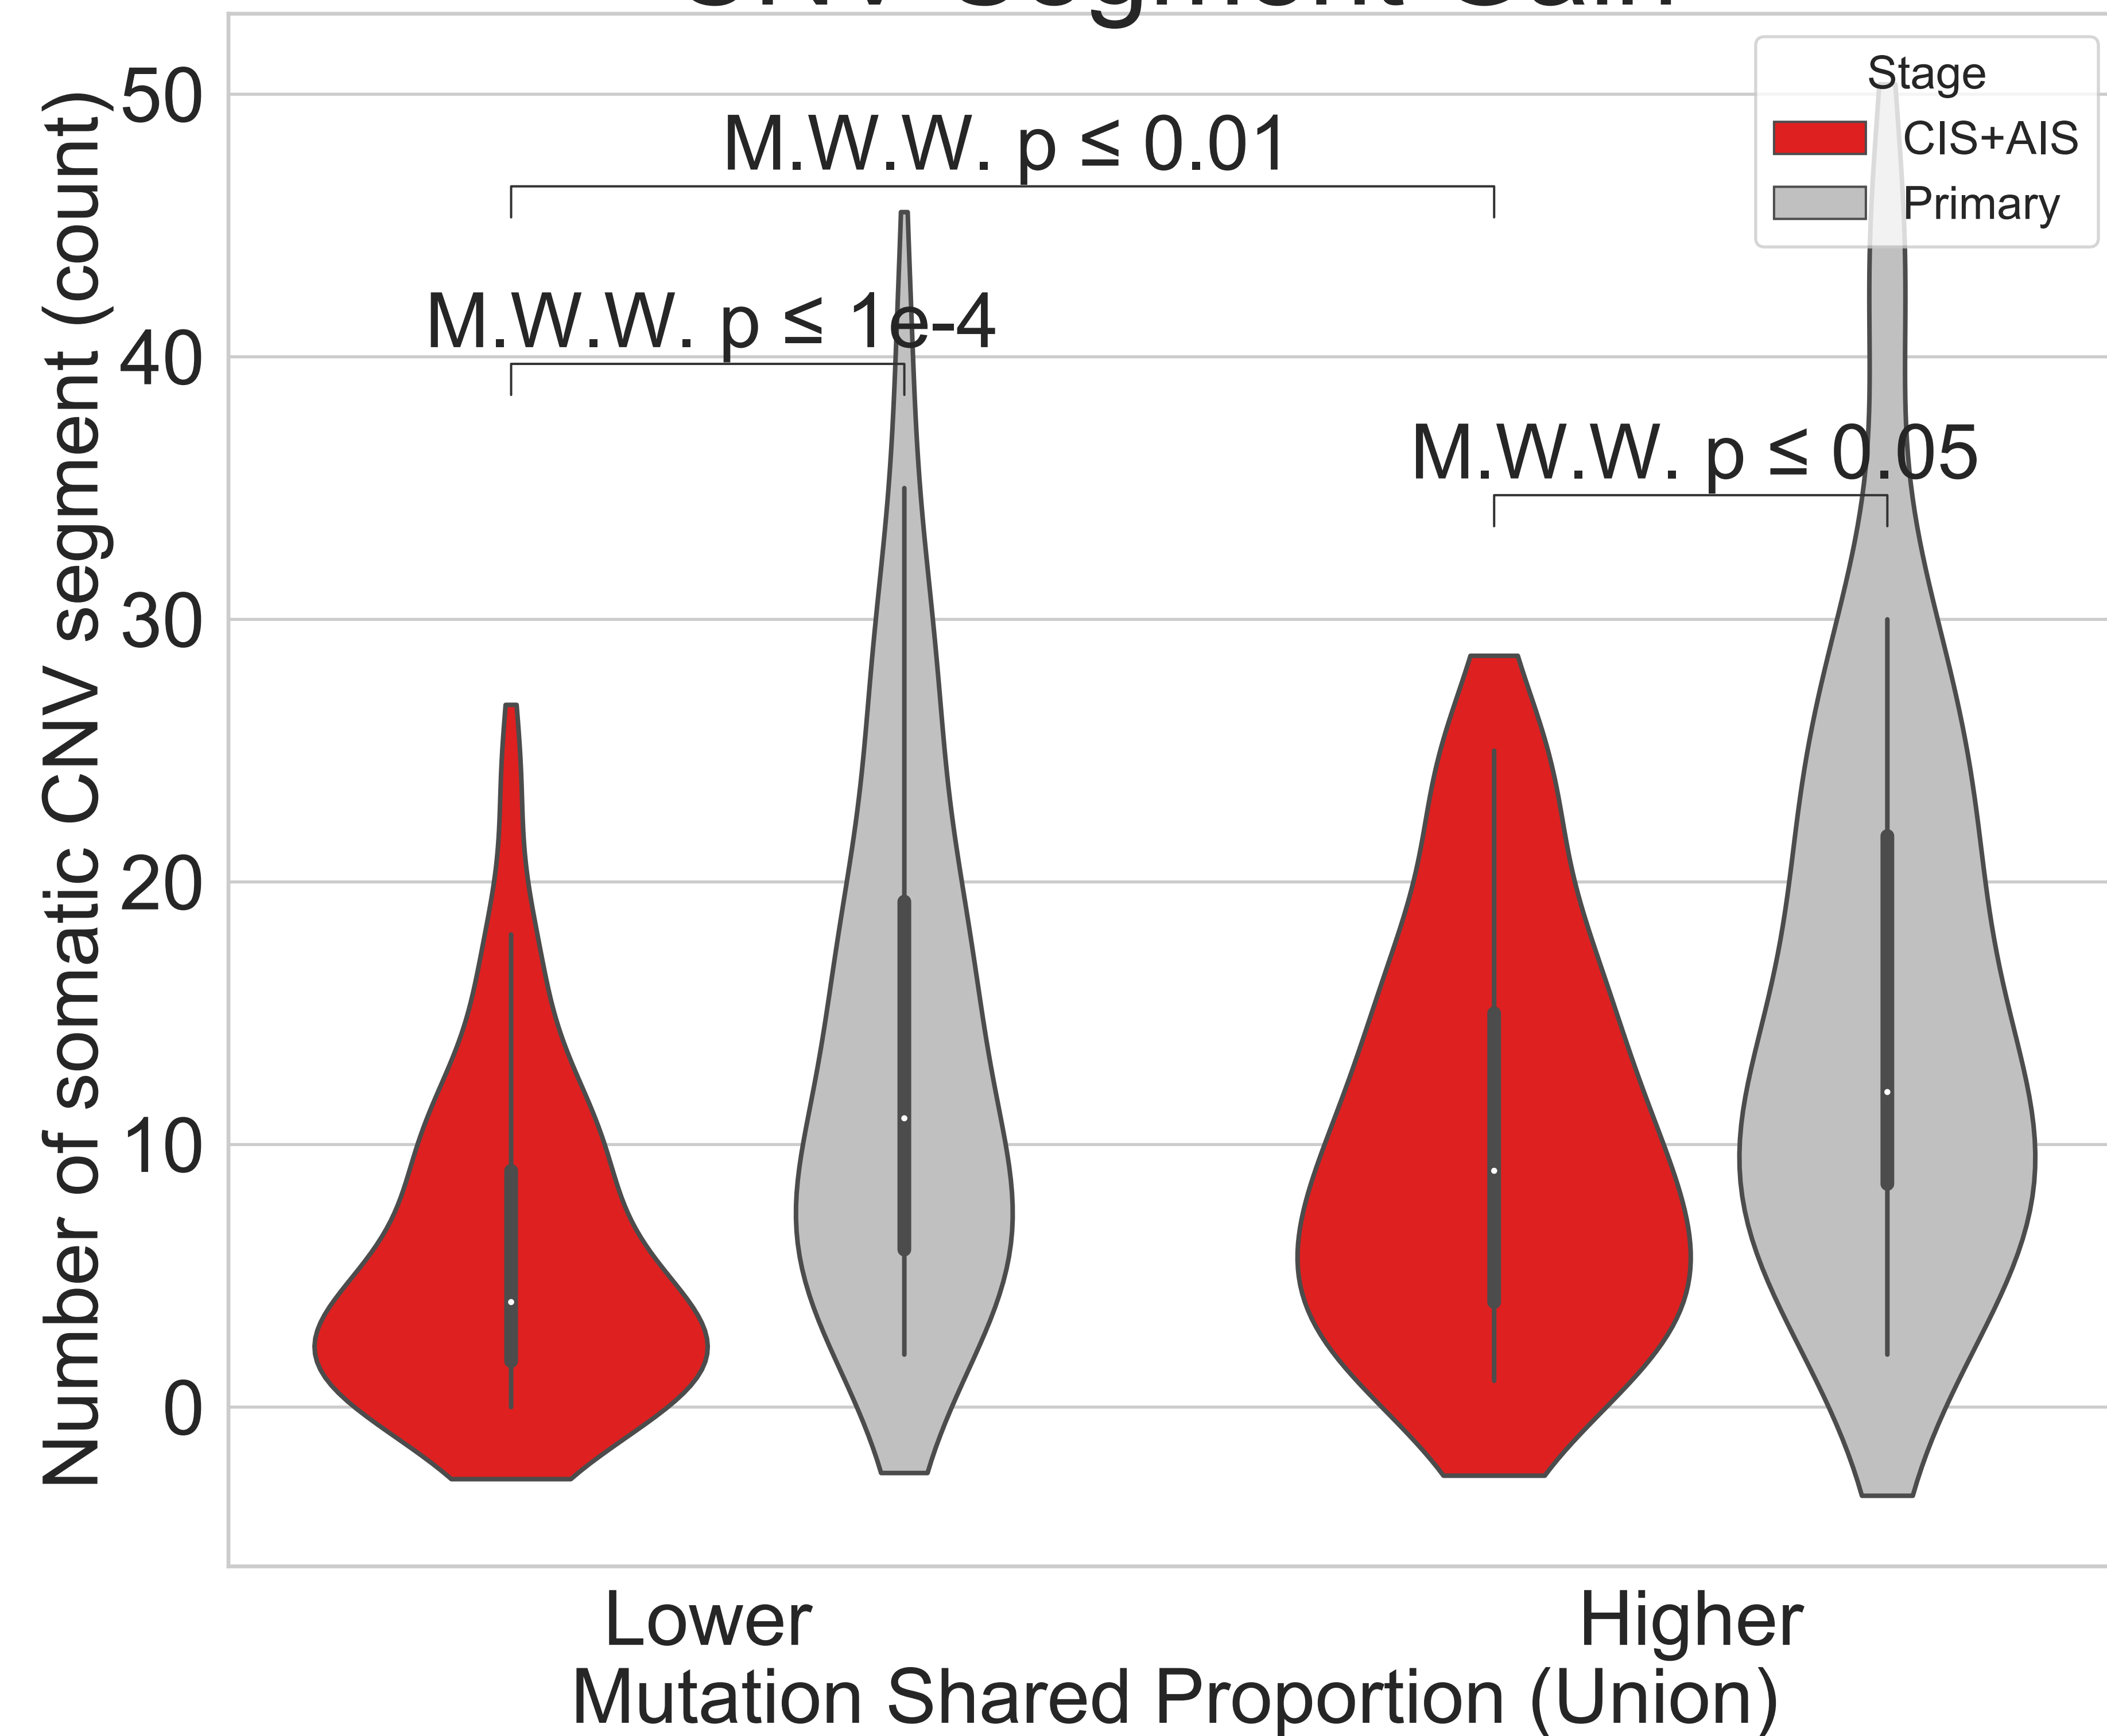 Number of somatic CNV segment (count)
50
40
30
20
10
0
M.W.W. p ≤ 0.01
M.W.W. p ≤ 1e-4
M.W.W. p ≤ 0.05
Stage
CIS+AIS
Primary
Lower
Higher
Mutation Shared Proportion (Union)